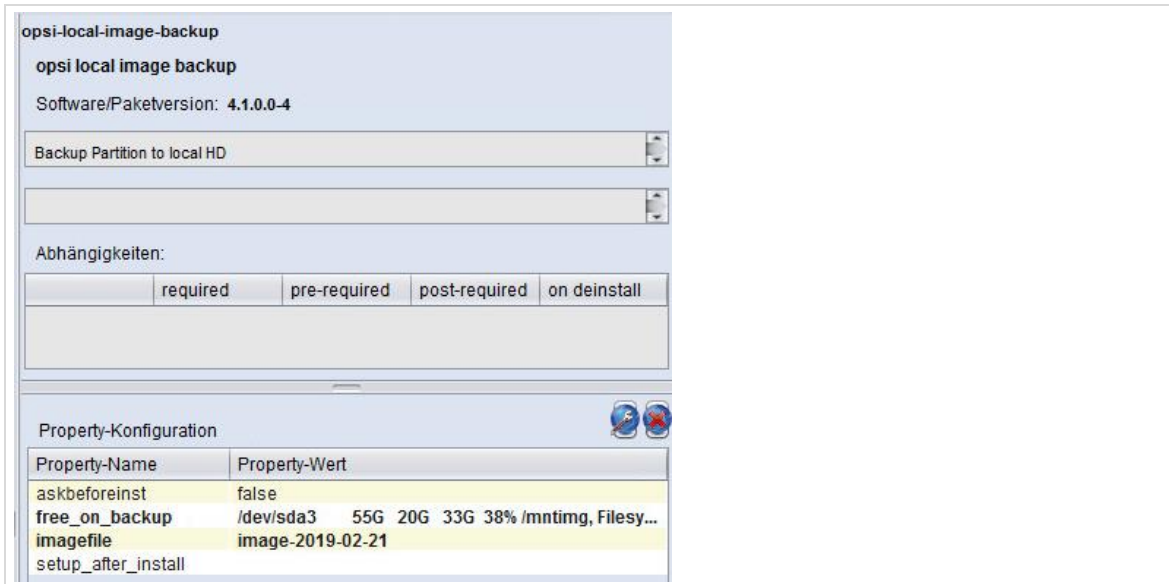 opsi-local-image-backup
opsi local image backup
Software/Paketversion: 4.1.0.0-4
Backup Partition to local HD
Abhängigkeiten:
required pre-required post-required on deinstall
Property-Konfiguration
Property-Name Property-Wert
askbeforeinst false
free_on_backup /dev/sda3 55G 20G 33G 38% /mntimg, Filesy...
imagefile image-2019-02-21
setup_after_install